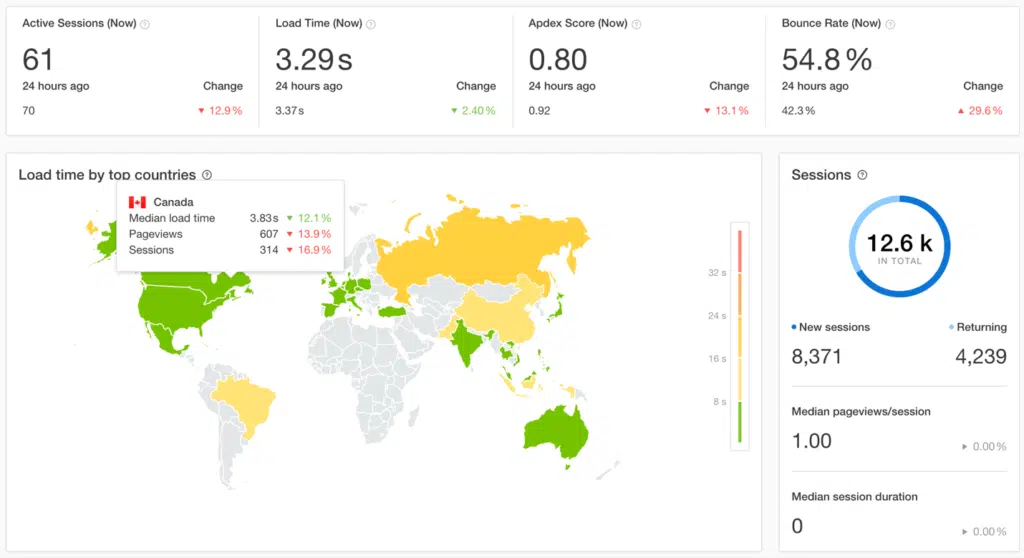 Active Sessions (Now) ?
61
24 hours ago Change
70 ▼ 12.9 %
Load Time (Now) ?
3.29 s
24 hours ago Change
3.37 s ▼ 2.40 %
Apdex Score (Now) ?
0.80
24 hours ago Change
0.92 ▼ 13.1 %
Bounce Rate (Now) ?
54.8 %
24 hours ago Change
42.3 % ▲ 29.6 %
Load time by top countries ?
Canada
Median load time 3.83 s ▼ 12.1 %
Pageviews 607 ▼ 13.9 %
Sessions 314 ▼ 16.9 %
32 s
24 s
16 s
8 s
Sessions ?
12.6 k
IN TOTAL
New sessions Returning
8,371 4,239
Median pageviews/session
1.00 ▶ 0.00 %
Median session duration
0 ▶ 0.00 %